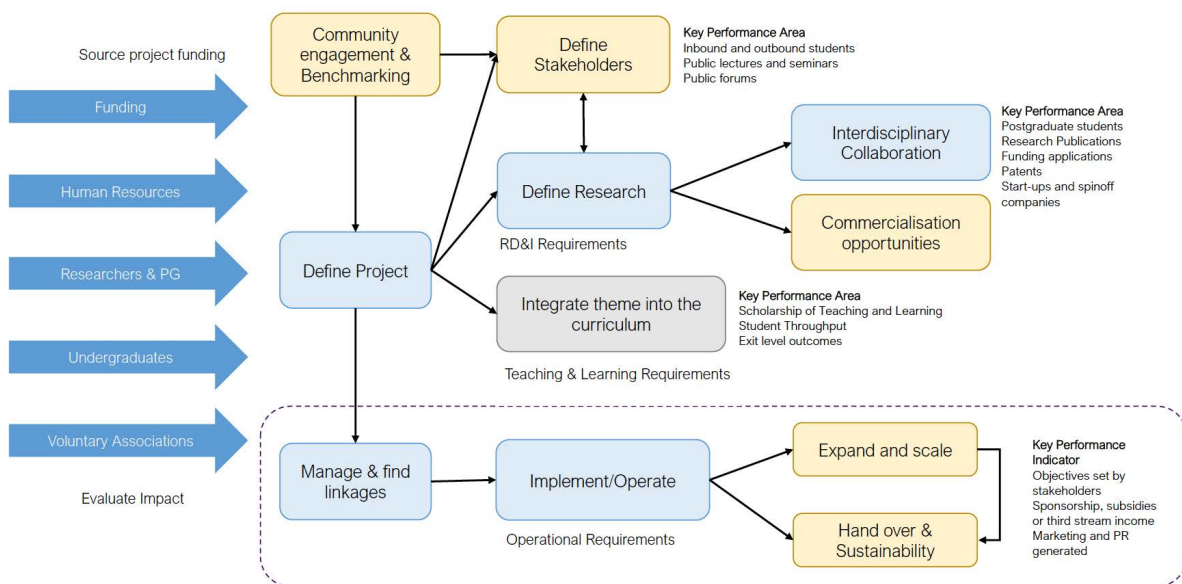 Source project funding
Funding
Human Resources
Researchers & PG
Undergraduates
Voluntary Associations
Evaluate Impact
Community
engagement &
Benchmarking
Define
Stakeholders
Key Performance Area
Inbound and outbound students
Public lectures and seminars
Public forums
Define Research
RD&I Requirements
Interdisciplinary
Collaboration
Key Performance Area
Postgraduate students
Research Publications
Funding applications
Patents
Start-ups and spinoff
companies
Commercialisation
opportunities
Define Project
Integrate theme into the
curriculum
Key Performance Area
Scholarship of Teaching and Learning
Student Throughput
Exit level outcomes
Teaching & Learning Requirements
Manage & find
linkages
Implement/Operate
Operational Requirements
Expand and scale
Hand over &
Sustainability
Key Performance
Indicator
Objectives set by
stakeholders
Sponsorship, subsidies
or third stream income
Marketing and PR
generated